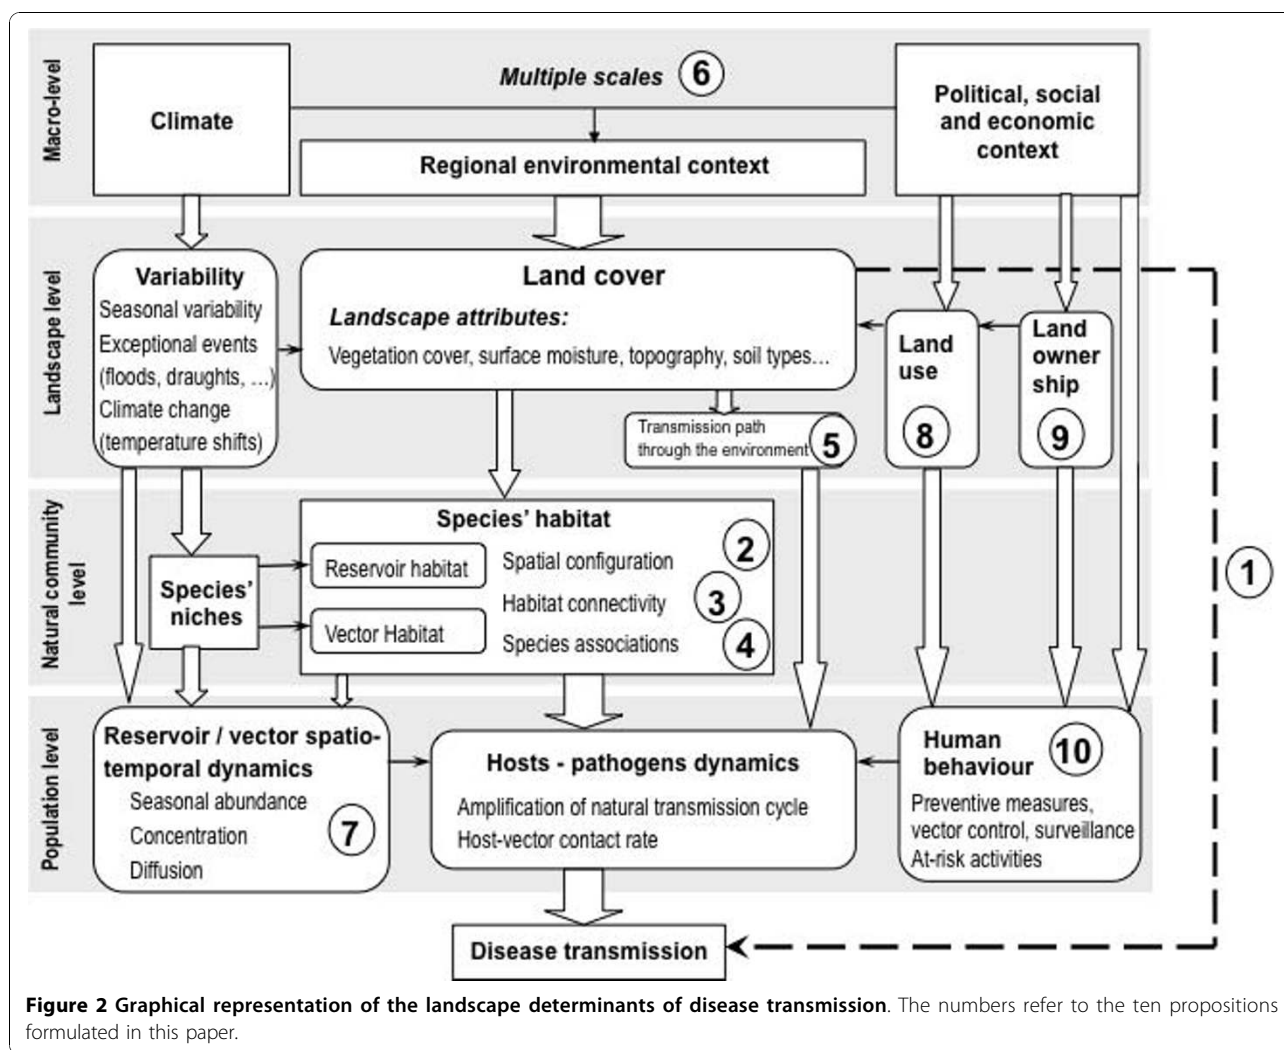 Macro-level
Climate
Multiple scales 6
Regional environmental context
Political, social
and economic
context
Landscape level
Variability
Seasonal variability
Exceptional events
(floods, draughts, ...)
Climate change
(temperature shifts)
Land cover
Landscape attributes:
Vegetation cover, surface moisture, topography, soil types...
Transmission path
through the environment
5
Land
use
8
Land
owner
ship
9
1
Natural community
level
Species'
niches
Species' habitat
Reservoir habitat
Vector Habitat
Spatial configuration
2
Habitat connectivity
3
Species associations
4
Population level
Reservoir / vector spatio-
temporal dynamics
Seasonal abundance
Concentration
Diffusion
7
Hosts - pathogens dynamics
Amplification of natural transmission cycle
Host-vector contact rate
Human
behaviour
10
Preventive measures,
vector control, surveillance
At-risk activities
Disease transmission
Figure 2 Graphical representation of the landscape determinants of disease transmission. The numbers refer to the ten propositions
formulated in this paper.